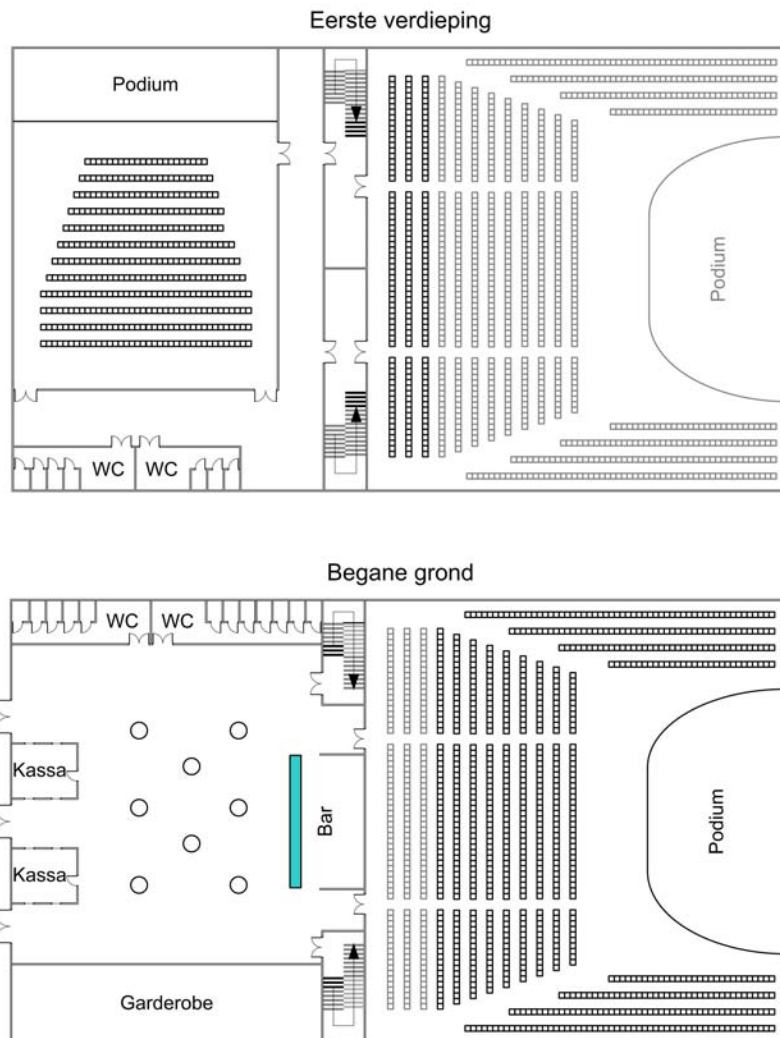 Eerste verdieping
Podium
Podium
WC
WC
Begane grond
WC
WC
Kassa
Bar
Podium
Kassa
Garderobe